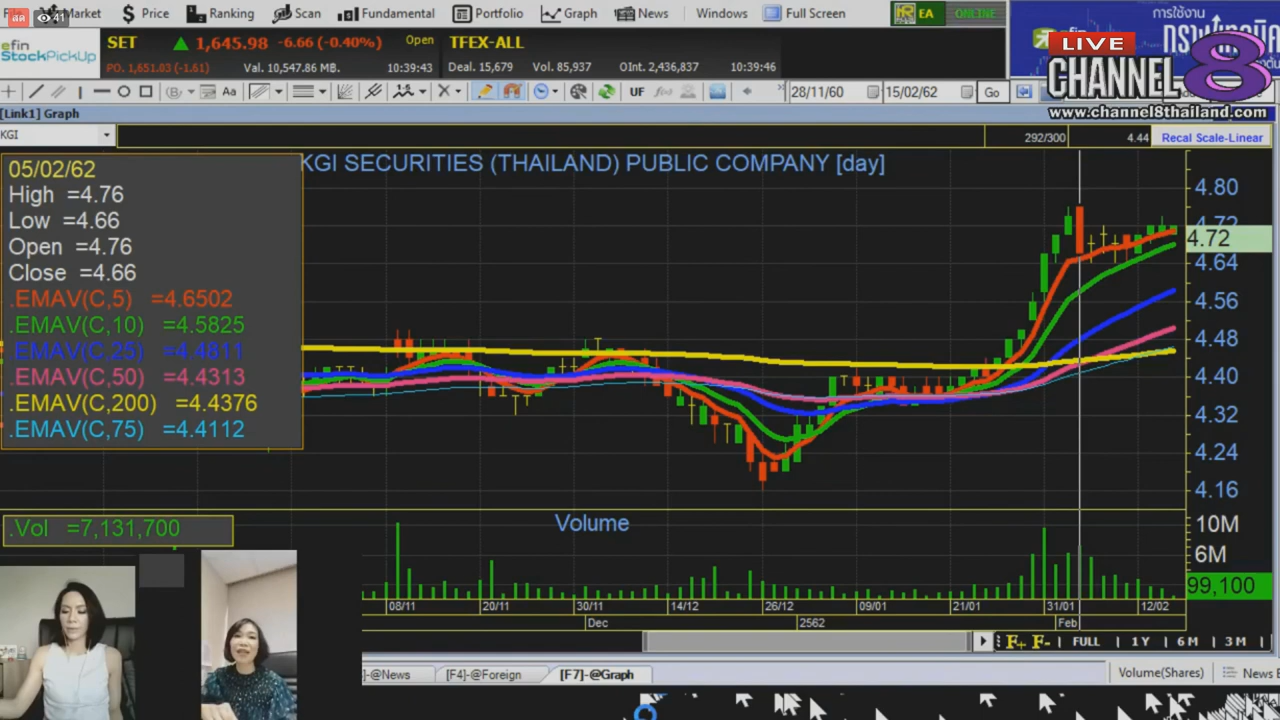 สด 41
Market
$ Price
Ranking
Scan
Fundamental
Portfolio
Graph
News
Windows
Full Screen
EA
ONLINE
การใช้งาน
LIVE
CHANNEL 8
www.channel8thailand.com
efin
StockPickUp
SET
1,645.98 -6.66 (-0.40%)
Open
TFEX-ALL
PO. 1,651.03 (-1.61)
Val. 10,547.86 MB.
10:39:43
Deal. 15,679
Vol. 85,937
OInt. 2,436,837
10:39:46
Aa
UF
28/11/60
15/02/62
Go
[Link1] Graph
KGI
292/300
4.44
Recal Scale-Linear
KGI SECURITIES (THAILAND) PUBLIC COMPANY [day]
05/02/62
High =4.76
Low =4.66
Open =4.76
Close =4.66
.EMAV(C,5) =4.6502
.EMAV(C,10) =4.5825
.EMAV(C,25) =4.4811
.EMAV(C,50) =4.4313
.EMAV(C,200) =4.4376
.EMAV(C,75) =4.4112
4.80
4.72
4.72
4.64
4.56
4.48
4.40
4.32
4.24
4.16
.Vol =7,131,700
Volume
10M
6M
99,100
08/11
20/11
30/11
14/12
26/12
09/01
21/01
31/01
12/02
Dec
2562
Feb
F+ F-
FULL
1 Y
6 M
3 M
]-@News
[F4]-@Foreign
[F7]-@Graph
Volume(Shares)
News